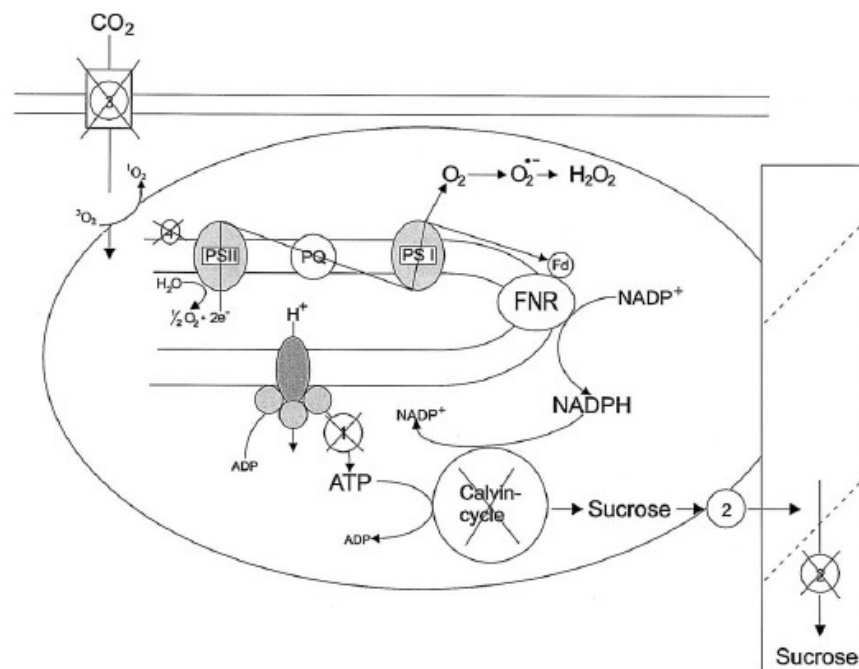 CO₂
3
¹O₂
³O₂
O₂ O₂•− H₂O₂
4
PSII PQ PS I
Fd
H₂O
½ O₂ + 2e⁻
FNR NADP⁺
H⁺
NADPH
NADP⁺
1
ADP
ATP
Calvin-
cycle
Sucrose 2
ADP
Sucrose